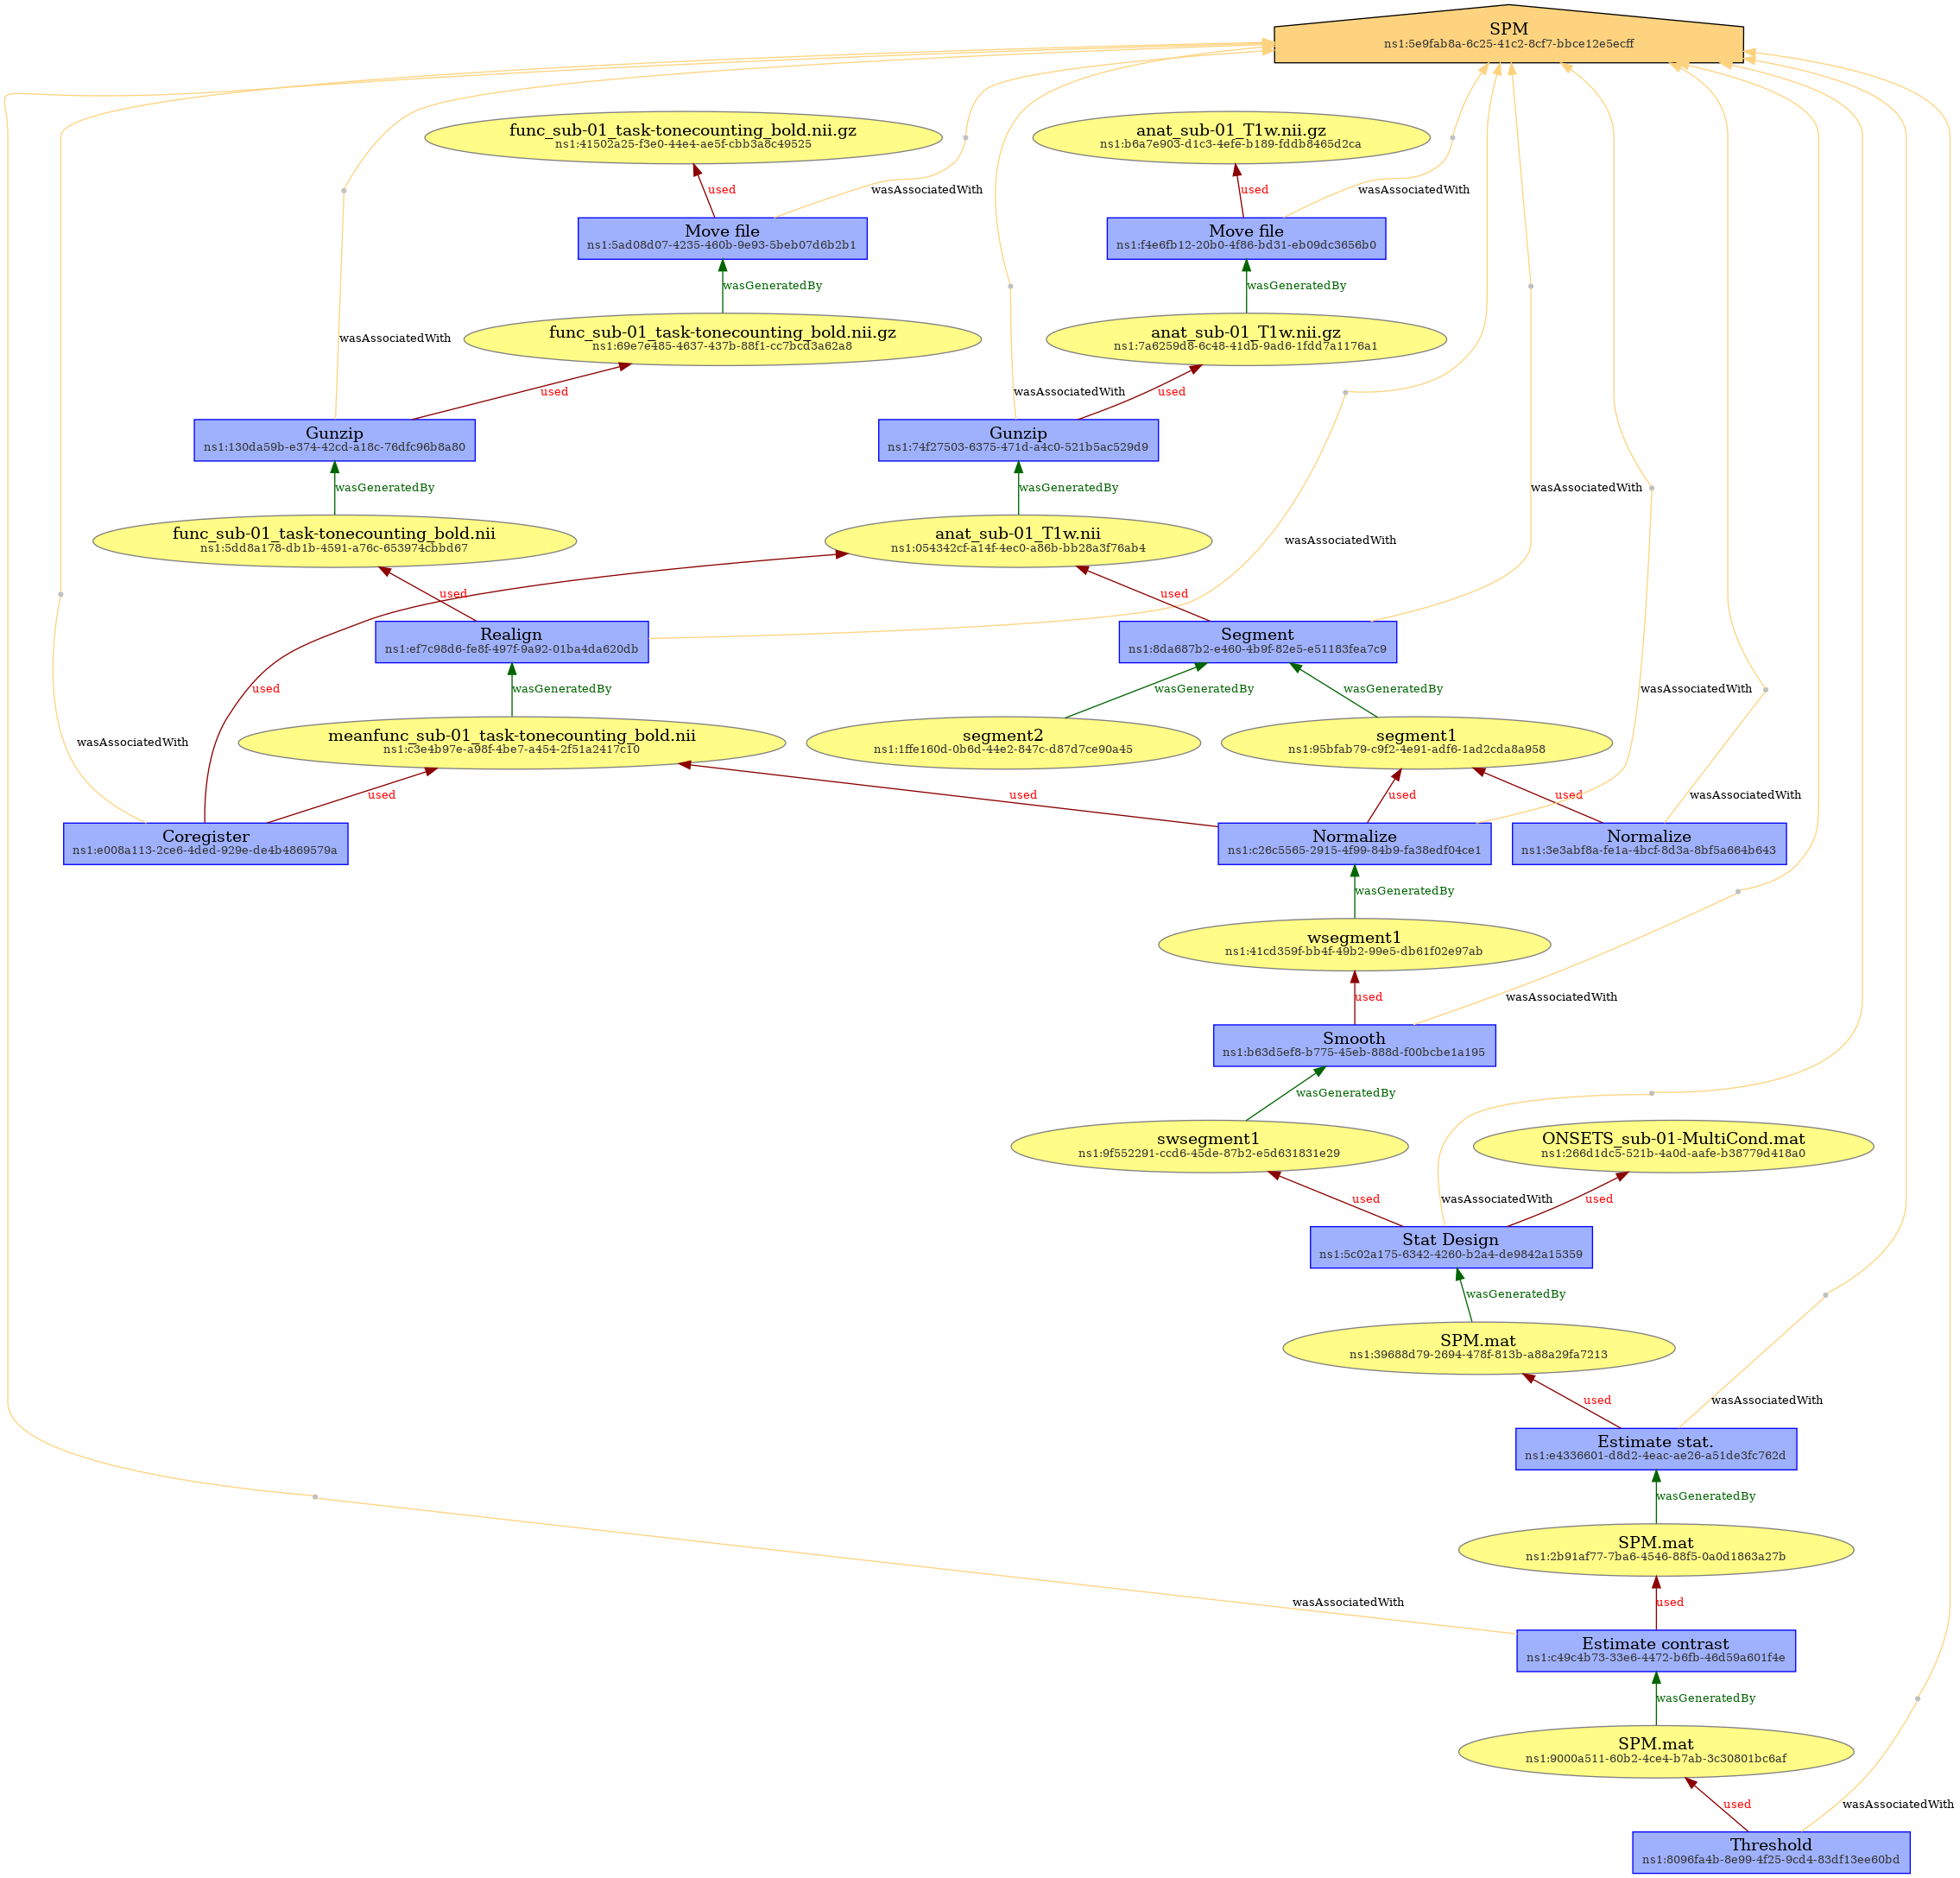 SPM
ns1:5e9fab8a-6c25-41c2-8cf7-bbce12e5ecff
func_sub-01_task-tonecounting_bold.nii.gz
ns1:41502a25-f3e0-44e4-ae5f-cbb3a8c49525
anat_sub-01_T1w.nii.gz
ns1:b6a7e903-d1c3-4efe-b189-fddb8465d2ca
used
wasAssociatedWith
used
wasAssociatedWith
Move file
ns1:5ad08d07-4235-460b-9e93-5beb07d6b2b1
Move file
ns1:f4e6fb12-20b0-4f86-bd31-eb09dc3656b0
wasGeneratedBy
wasGeneratedBy
wasAssociatedWith
func_sub-01_task-tonecounting_bold.nii.gz
ns1:69e7e485-4637-437b-88f1-cc7bcd3a62a8
anat_sub-01_T1w.nii.gz
ns1:7a6259d8-6c48-41db-9ad6-1fdd7a1176a1
used
wasAssociatedWith
used
Gunzip
ns1:130da59b-e374-42cd-a18c-76dfc96b8a80
Gunzip
ns1:74f27503-6375-471d-a4c0-521b5ac529d9
wasGeneratedBy
wasGeneratedBy
wasAssociatedWith
func_sub-01_task-tonecounting_bold.nii
ns1:5dd8a178-db1b-4591-a76c-653974cbbd67
anat_sub-01_T1w.nii
ns1:054342cf-a14f-4ec0-a86b-bb28a3f76ab4
wasAssociatedWith
used
used
Realign
ns1:ef7c98d6-fe8f-497f-9a92-01ba4da620db
Segment
ns1:8da687b2-e460-4b9f-82e5-e51183fea7c9
used
wasGeneratedBy
wasGeneratedBy
wasGeneratedBy
wasAssociatedWith
wasAssociatedWith
meanfunc_sub-01_task-tonecounting_bold.nii
ns1:c3e4b97e-a98f-4be7-a454-2f51a2417c10
segment2
ns1:1ffe160d-0b6d-44e2-847c-d87d7ce90a45
segment1
ns1:95bfab79-c9f2-4e91-adf6-1ad2cda8a958
used
used
used
used
wasAssociatedWith
Coregister
ns1:e008a113-2ce6-4ded-929e-de4b4869579a
Normalize
ns1:c26c5565-2915-4f99-84b9-fa38edf04ce1
Normalize
ns1:3e3abf8a-fe1a-4bcf-8d3a-8bf5a664b643
wasGeneratedBy
wsegment1
ns1:41cd359f-bb4f-49b2-99e5-db61f02e97ab
used
wasAssociatedWith
Smooth
ns1:b63d5ef8-b775-45eb-888d-f00bcbe1a195
wasGeneratedBy
swsegment1
ns1:9f552291-ccd6-45de-87b2-e5d631831e29
ONSETS_sub-01-MultiCond.mat
ns1:266d1dc5-521b-4a0d-aafe-b38779d418a0
used
wasAssociatedWith
used
Stat Design
ns1:5c02a175-6342-4260-b2a4-de9842a15359
wasGeneratedBy
SPM.mat
ns1:39688d79-2694-478f-813b-a88a29fa7213
used
wasAssociatedWith
Estimate stat.
ns1:e4336601-d8d2-4eac-ae26-a51de3fc762d
wasGeneratedBy
SPM.mat
ns1:2b91af77-7ba6-4546-88f5-0a0d1863a27b
wasAssociatedWith
used
Estimate contrast
ns1:c49c4b73-33e6-4472-b6fb-46d59a601f4e
wasGeneratedBy
SPM.mat
ns1:9000a511-60b2-4ce4-b7ab-3c30801bc6af
used
wasAssociatedWith
Threshold
ns1:8096fa4b-8e99-4f25-9cd4-83df13ee60bd